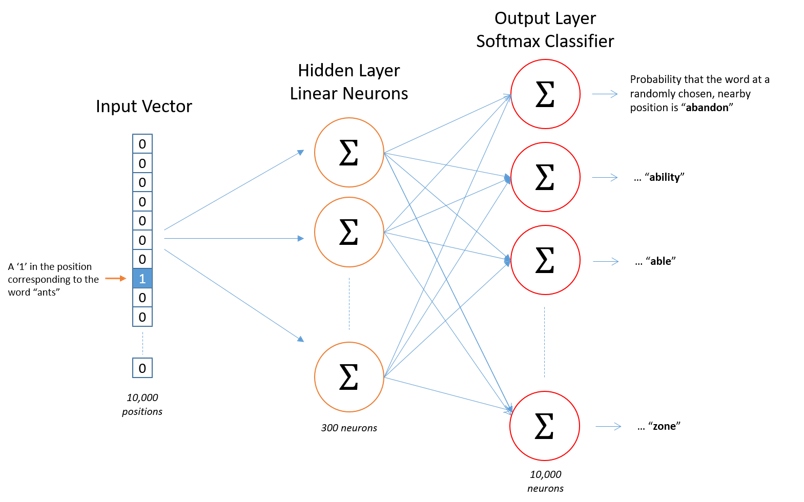 Output Layer
Softmax Classifier
Hidden Layer
Linear Neurons
Input Vector
0
0
0
0
0
0
0
1
0
0
0
A ‘1’ in the position
corresponding to the
word “ants”
10,000
positions
Σ
Σ
Σ
300 neurons
Σ
Σ
Σ
Σ
10,000
neurons
Probability that the word at a
randomly chosen, nearby
position is “abandon”
... “ability”
... “able”
... “zone”